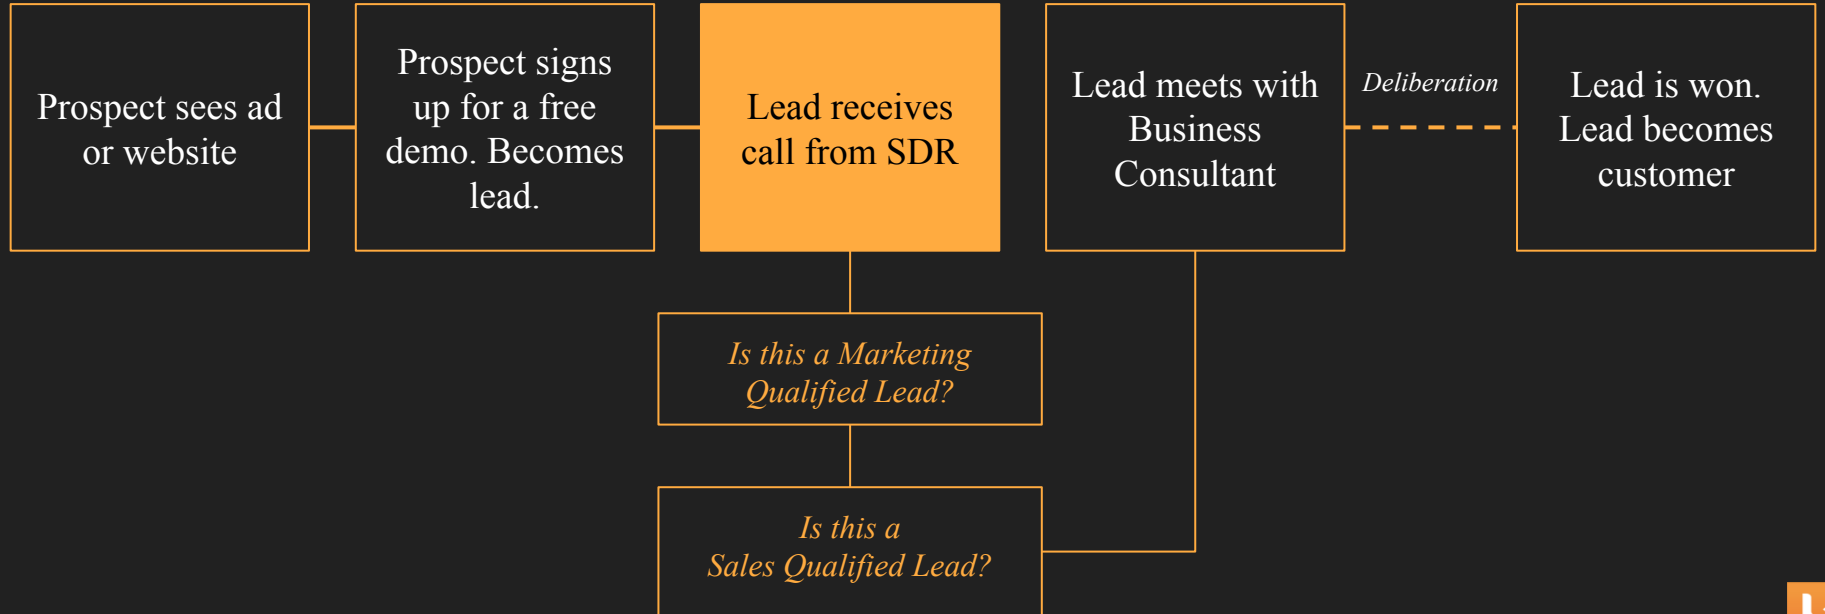 Prospect sees ad
or website
Prospect signs
up for a free
demo. Becomes
lead.
Lead receives
call from SDR
Lead meets with
Business
Consultant
Deliberation
Lead is won.
Lead becomes
customer
Is this a Marketing
Qualified Lead?
Is this a
Sales Qualified Lead?